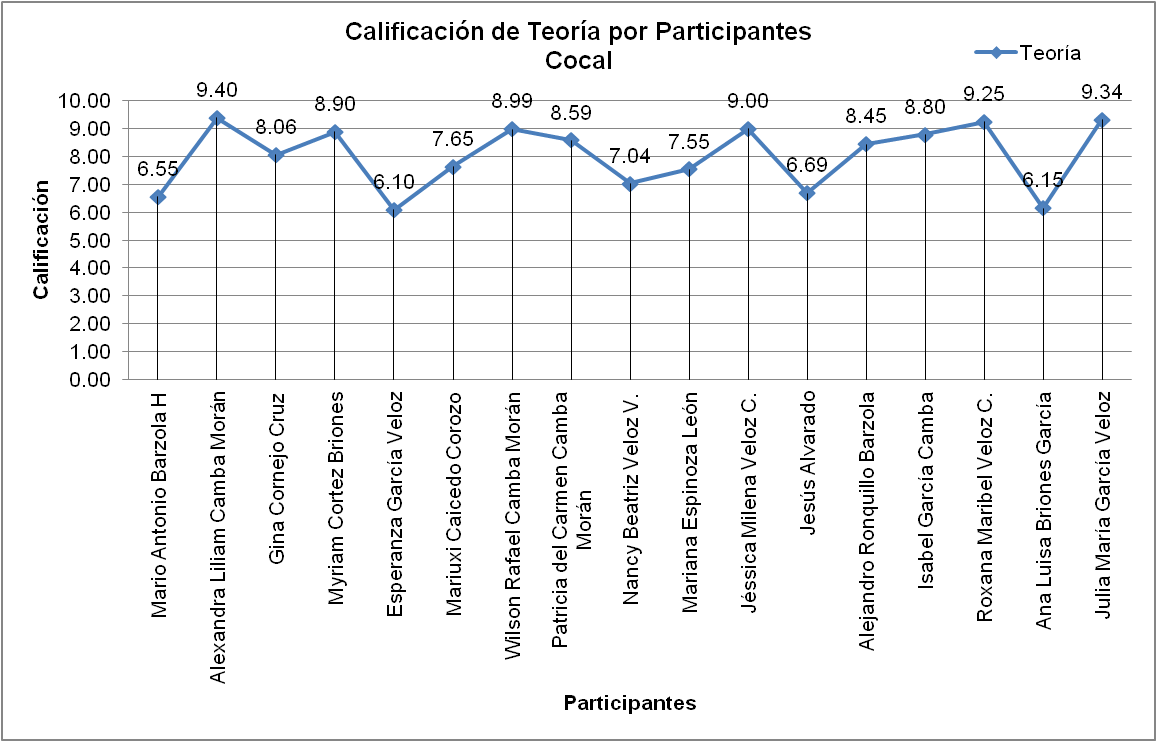 Calificación de Teoría por Participantes
Cocal
Teoría
10.00
9.00
8.00
7.00
6.00
5.00
4.00
3.00
2.00
1.00
0.00
Calificación
6.55
9.40
8.06
8.90
6.10
7.65
8.99
8.59
7.04
7.55
9.00
6.69
8.45
8.80
9.25
6.15
9.34
Mario Antonio Barzola H
Alexandra Liliam Camba Morán
Gina Cornejo Cruz
Myriam Cortez Briones
Esperanza García Veloz
Mariuxi Caicedo Corozo
Wilson Rafael Camba Morán
Patricia del Carmen Camba
Morán
Nancy Beatriz Veloz V.
Mariana Espinoza León
Jéssica Milena Veloz C.
Jesús Alvarado
Alejandro Ronquillo Barzola
Isabel García Camba
Roxana Maribel Veloz C.
Ana Luisa Briones García
Julia María García Veloz
Participantes